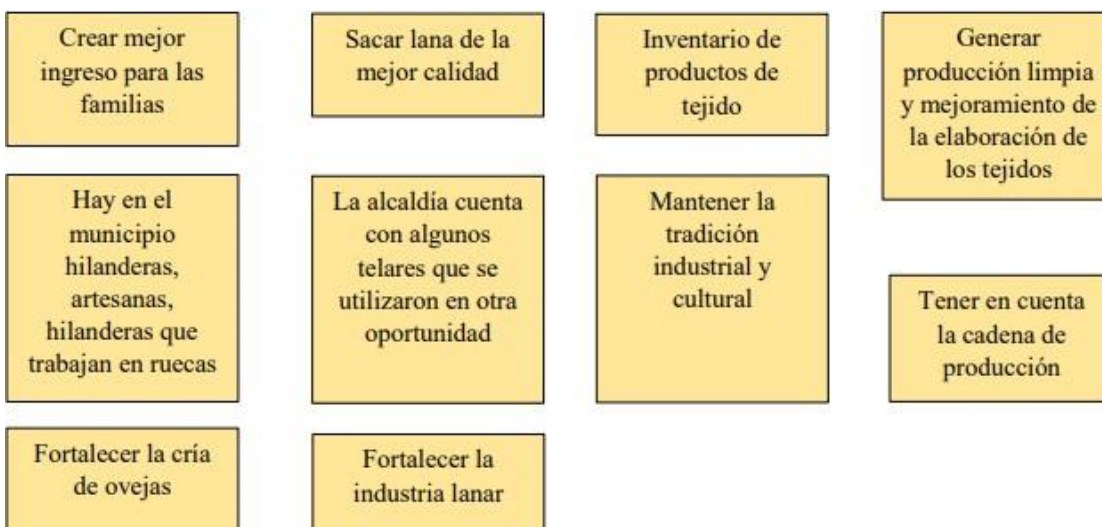 Crear mejor
ingreso para las
familias
Sacar lana de la
mejor calidad
Inventario de
productos de
tejido
Generar
producción limpia
y mejoramiento de
la elaboración de
los tejidos
Hay en el
municipio
hilanderas,
artesanas,
hilanderas que
trabajan en ruecas
La alcaldía cuenta
con algunos
telares que se
utilizaron en otra
oportunidad
Mantener la
tradición
industrial y
cultural
Tener en cuenta
la cadena de
producción
Fortalecer la cría
de ovejas
Fortalecer la
industria lanar